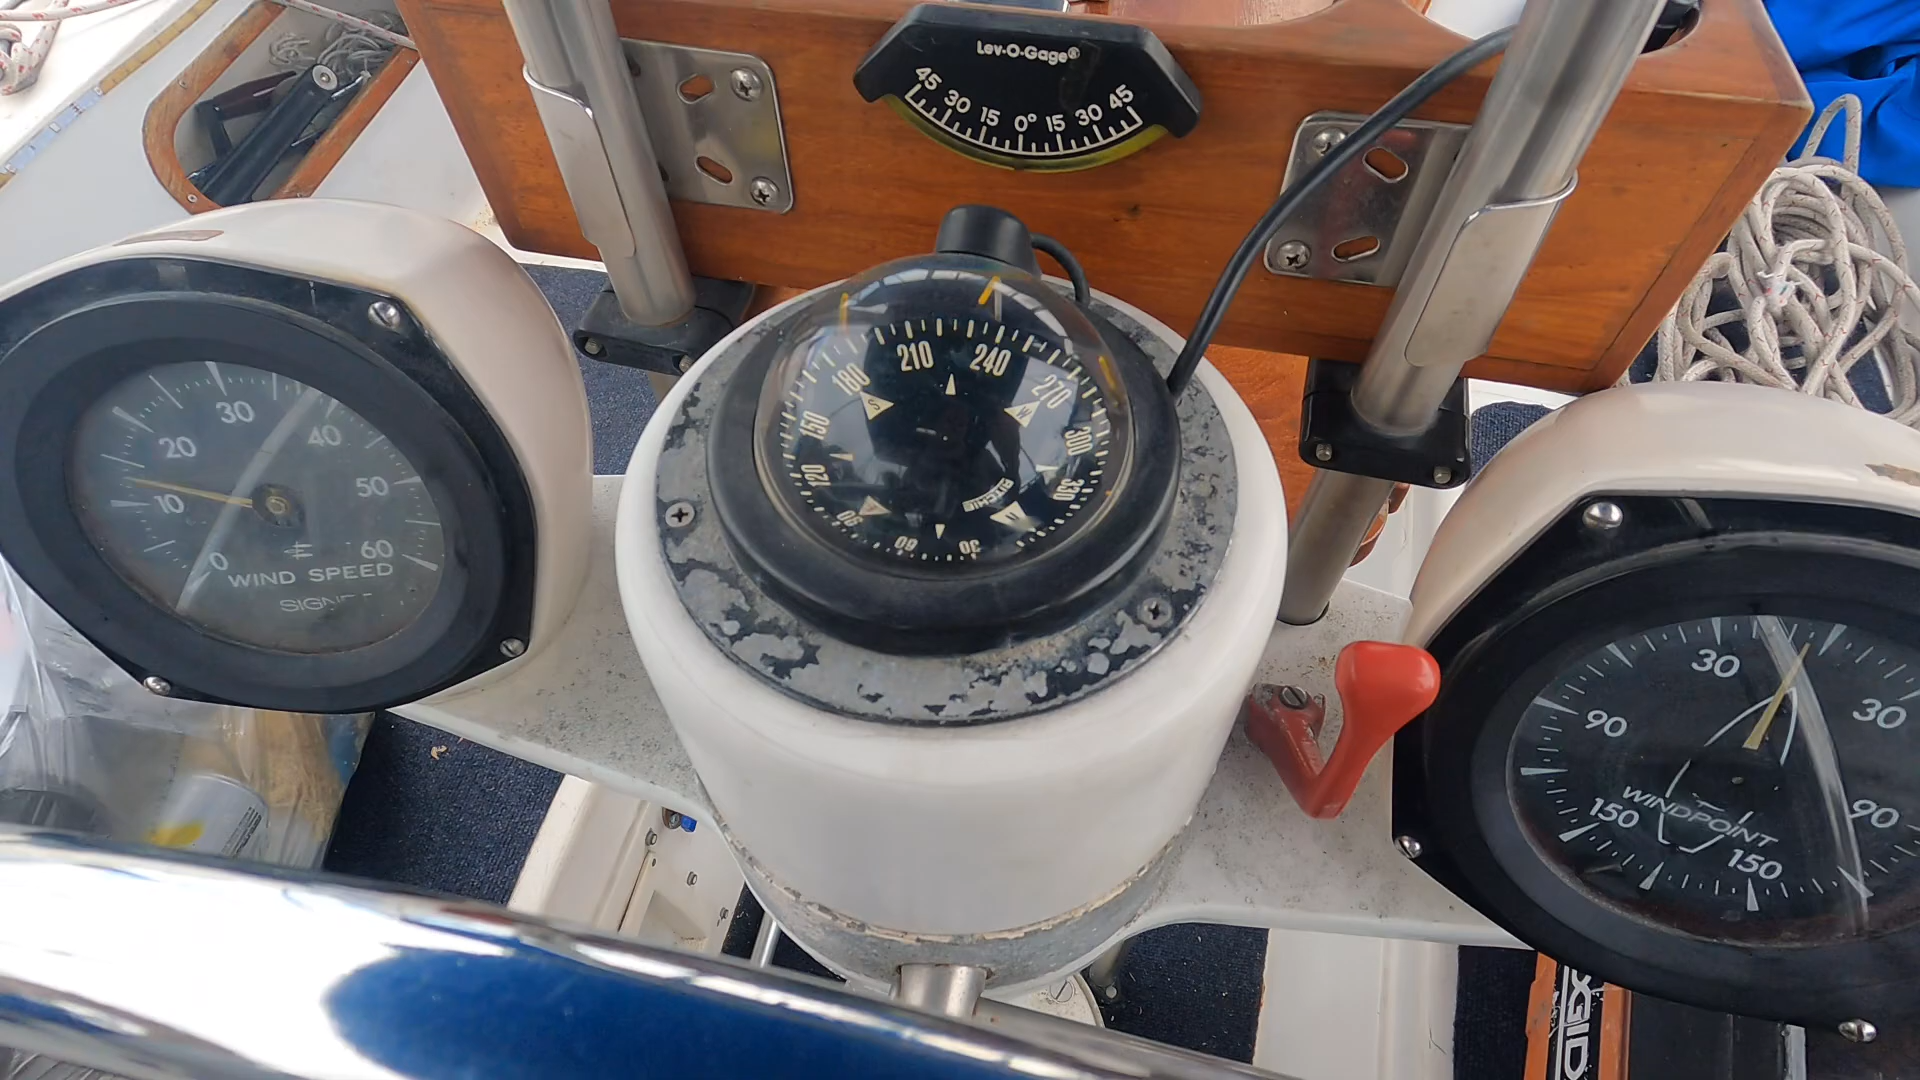 Lev-O-Gage®
45 30 15 0° 15 30 45
10 20 30 40 50 60
0
WIND SPEED
210 240
180 270
S W
150 300
120 330
RITCHIE
N
90
60 30
30 30
90 90
WINDPOINT
150 150